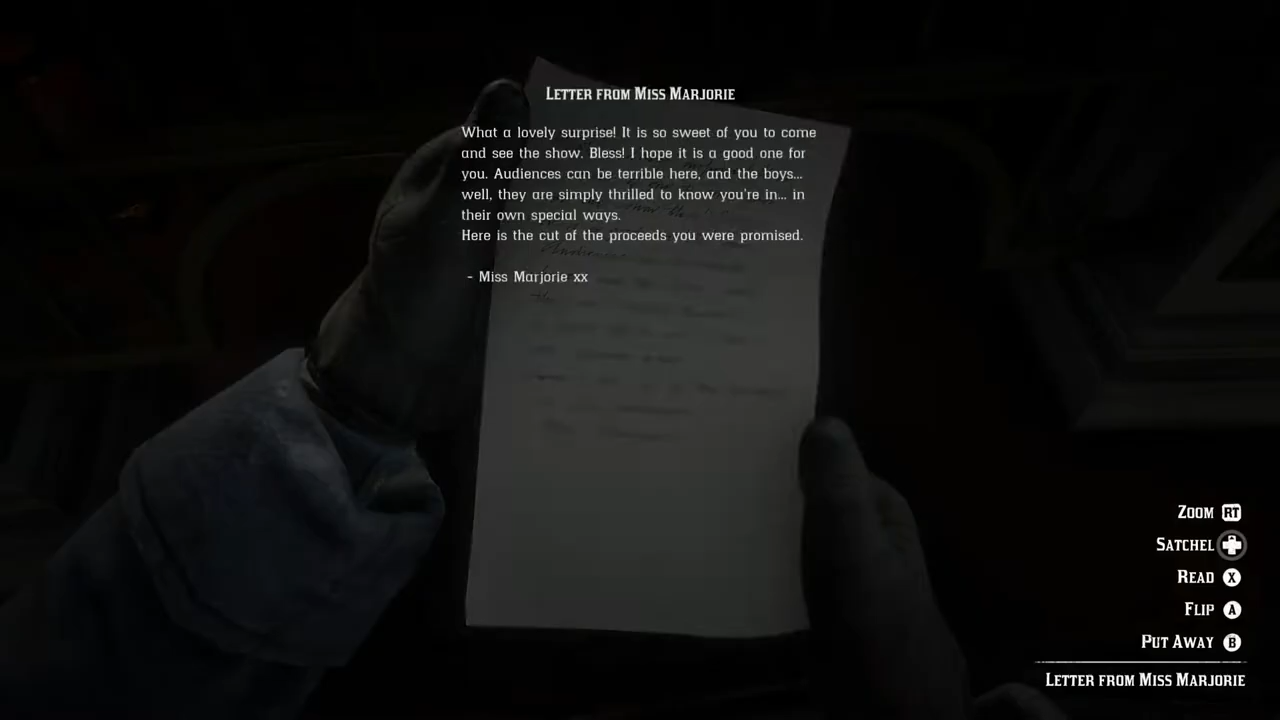 Letter from Miss Marjorie
What a lovely surprise! It is so sweet of you to come
and see the show. Bless! I hope it is a good one for
you. Audiences can be terrible here, and the boys...
well, they are simply thrilled to know you're in... in
their own special ways.
Here is the cut of the proceeds you were promised.
- Miss Marjorie xx
Zoom RT
Satchel
Read X
Flip A
Put Away B
Letter from Miss Marjorie